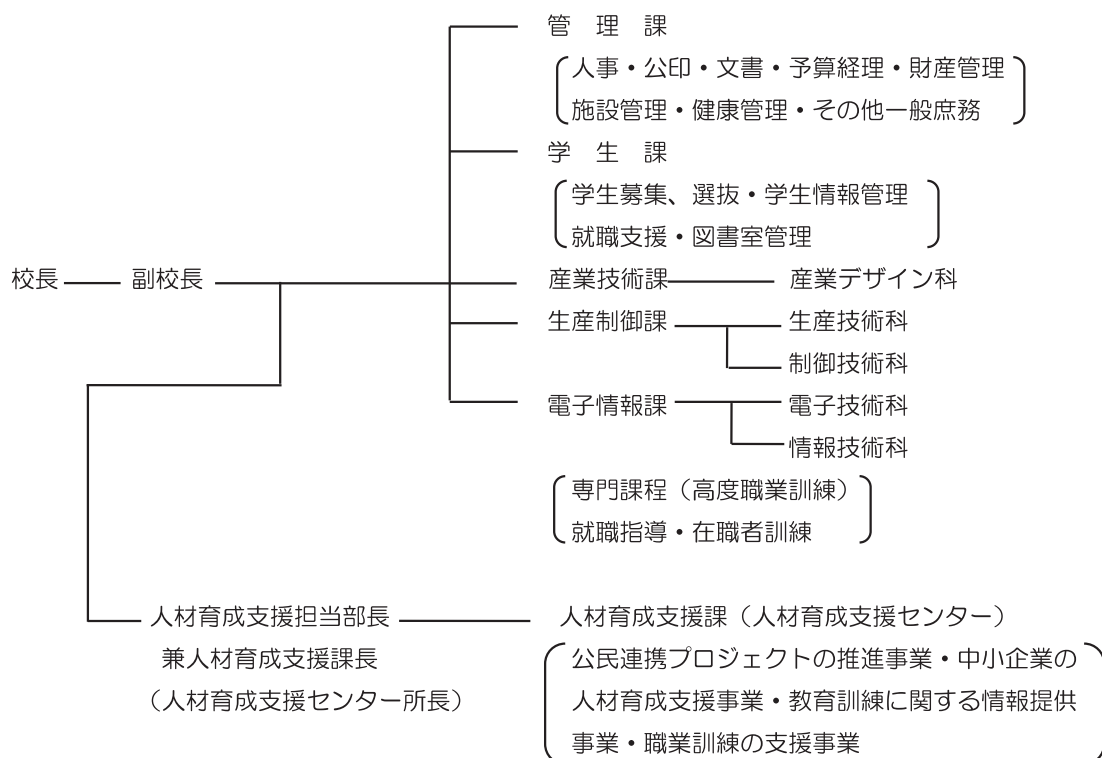 管　理　課
人事・公印・文書・予算経理・財産管理
施設管理・健康管理・その他一般庶務
学　生　課
学生募集、選抜・学生情報管理
就職支援・図書室管理
校長 副校長 産業技術課 産業デザイン科
生産制御課 生産技術科
制御技術科
電子情報課 電子技術科
情報技術科
専門課程（高度職業訓練）
就職指導・在職者訓練
人材育成支援担当部長 人材育成支援課（人材育成支援センター）
兼人材育成支援課長 公民連携プロジェクトの推進事業・中小企業の
（人材育成支援センター所長） 人材育成支援事業・教育訓練に関する情報提供
事業・職業訓練の支援事業